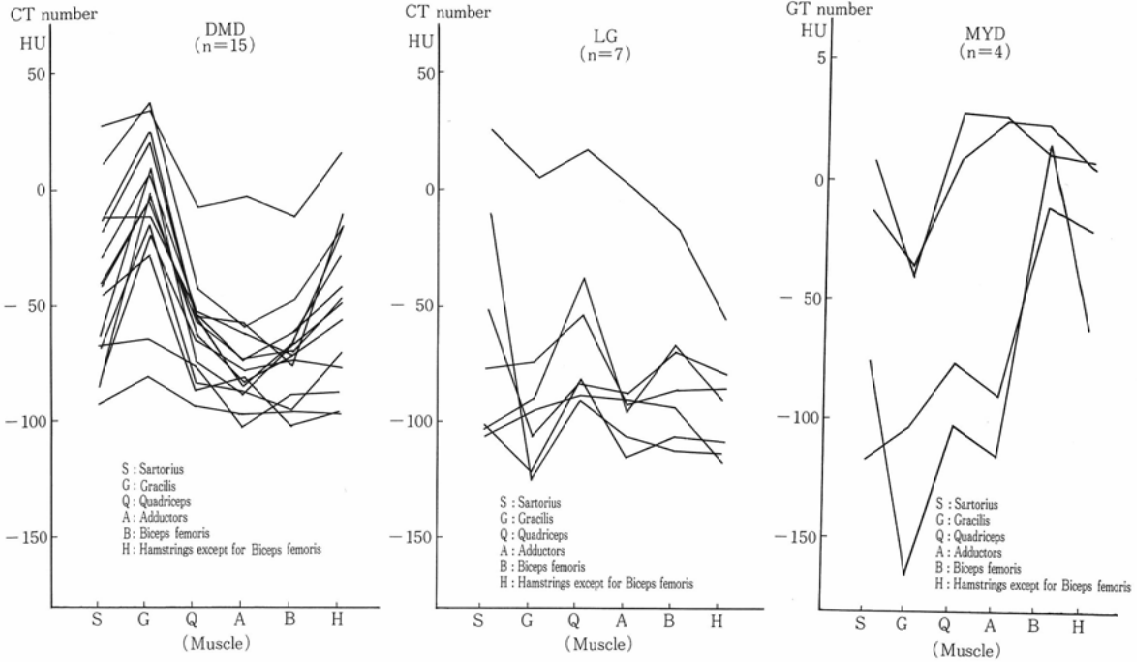 CT number
HU
DMD
(n=15)
50
0
− 50
−100
−150
S : Sartorius
G : Gracilis
Q : Quadriceps
A : Adductors
B : Biceps femoris
H : Hamstrings except for Biceps femoris
S G Q A B H
(Muscle)
CT number
HU
LG
(n=7)
50
0
− 50
−100
−150
S : Sartorius
G : Gracilis
Q : Quadriceps
A : Adductors
B : Biceps femoris
H : Hamstrings except for Biceps femoris
S G Q A B H
(Muscle)
GT number
HU
MYD
(n=4)
5
0
− 50
−100
−150
S : Sartorius
G : Gracilis
Q : Quadriceps
A : Adductors
B : Biceps femoris
H : Hamstrings except for Biceps femoris
S G Q A B H
(Muscle)